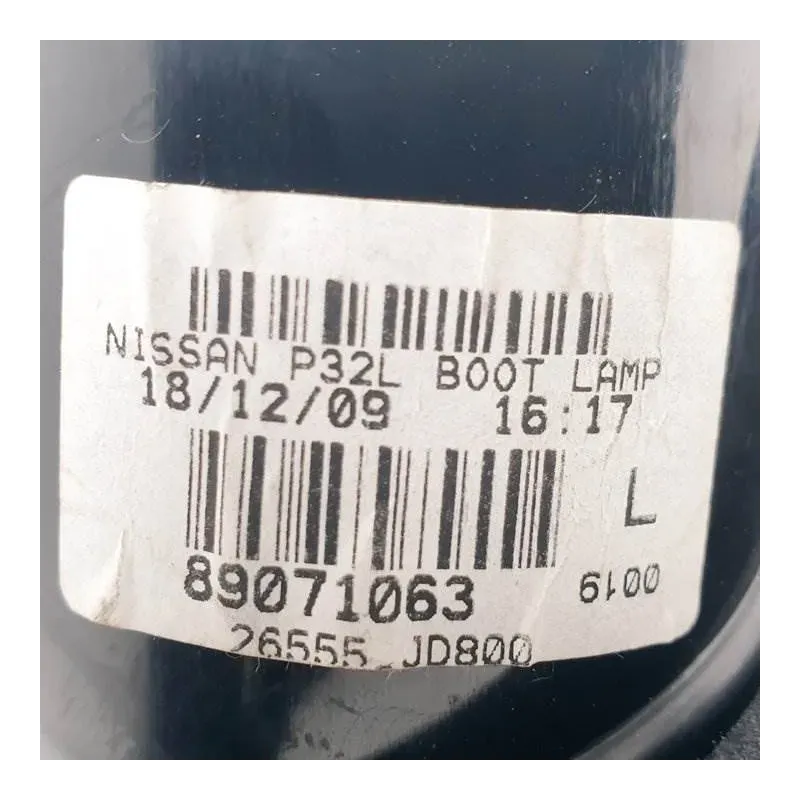 NISSAN P32L BOOT LAMP
18/12/09 16:17
L
89071063 0019
26555 JD800